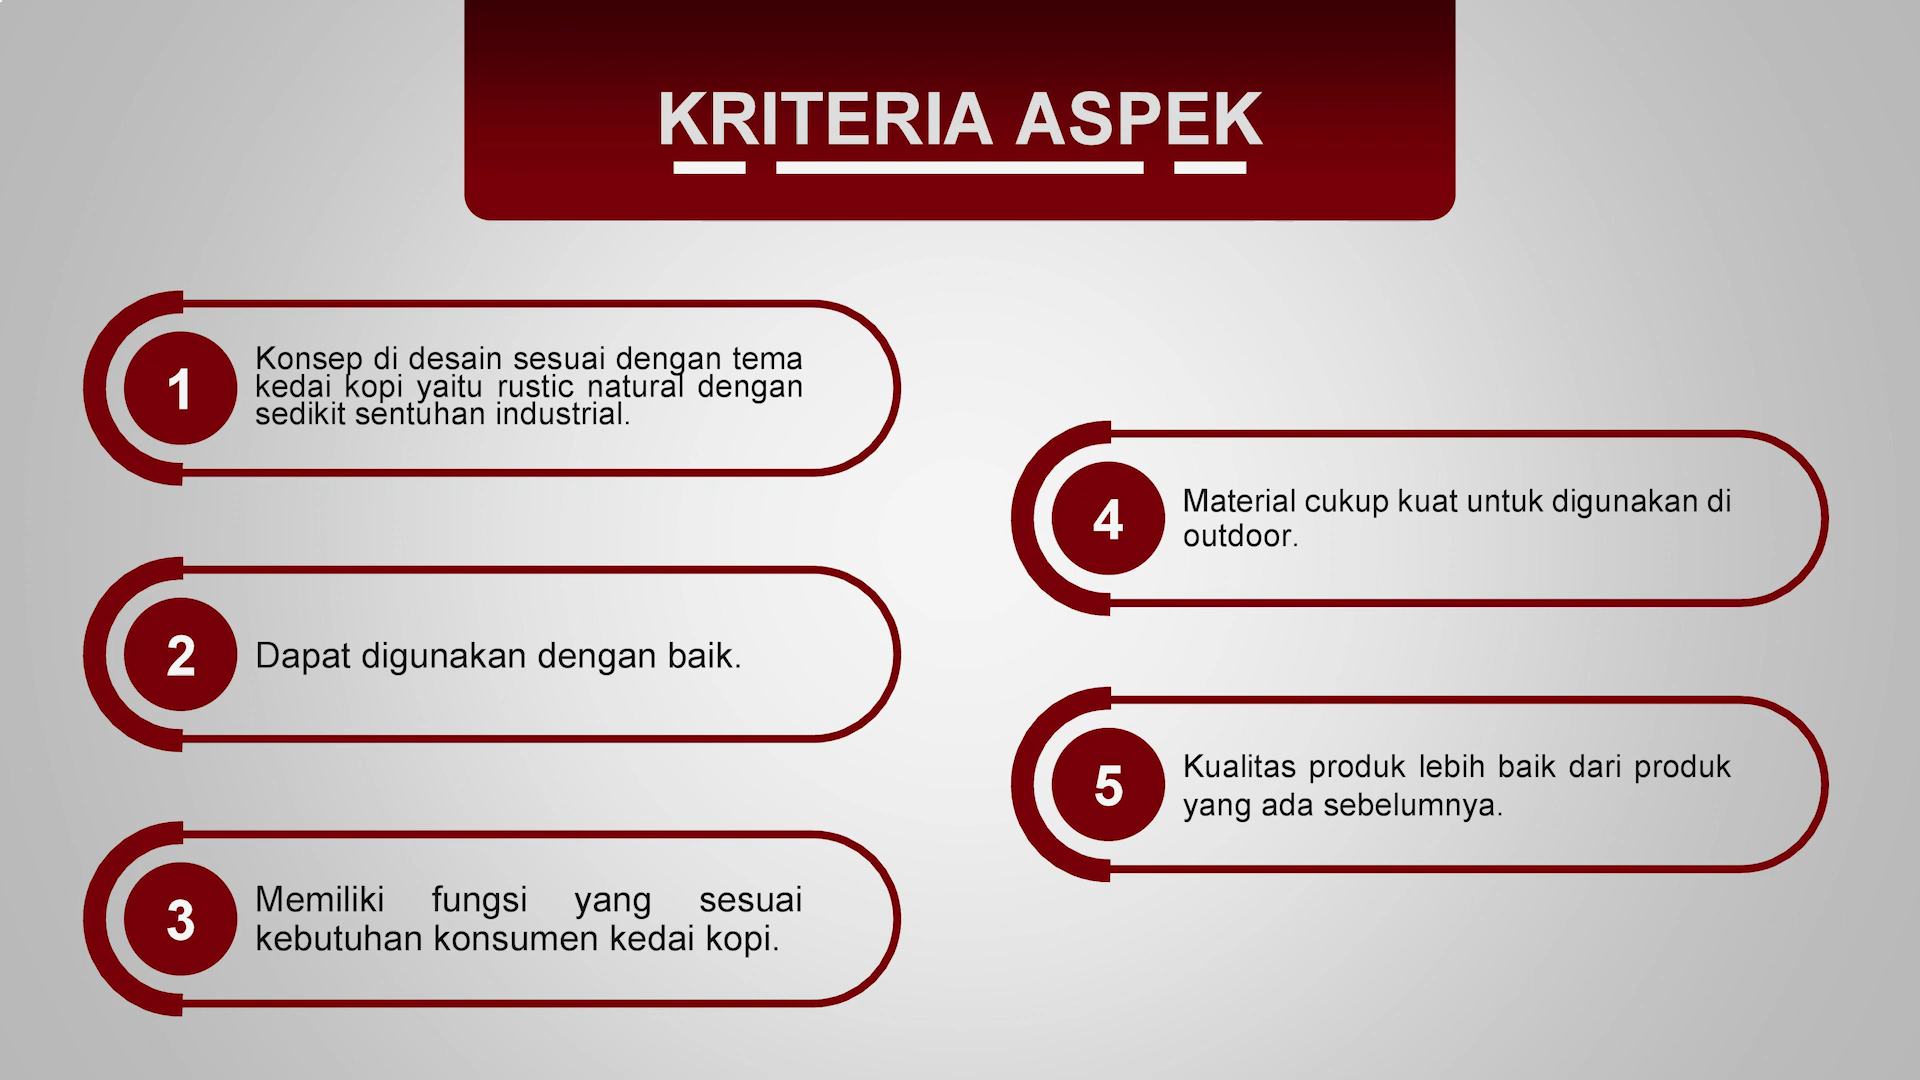 KRITERIA ASPEK
1
Konsep di desain sesuai dengan tema
kedai kopi yaitu rustic natural dengan
sedikit sentuhan industrial.
2
Dapat digunakan dengan baik.
3
Memiliki fungsi yang sesuai
kebutuhan konsumen kedai kopi.
4
Material cukup kuat untuk digunakan di
outdoor.
5
Kualitas produk lebih baik dari produk
yang ada sebelumnya.